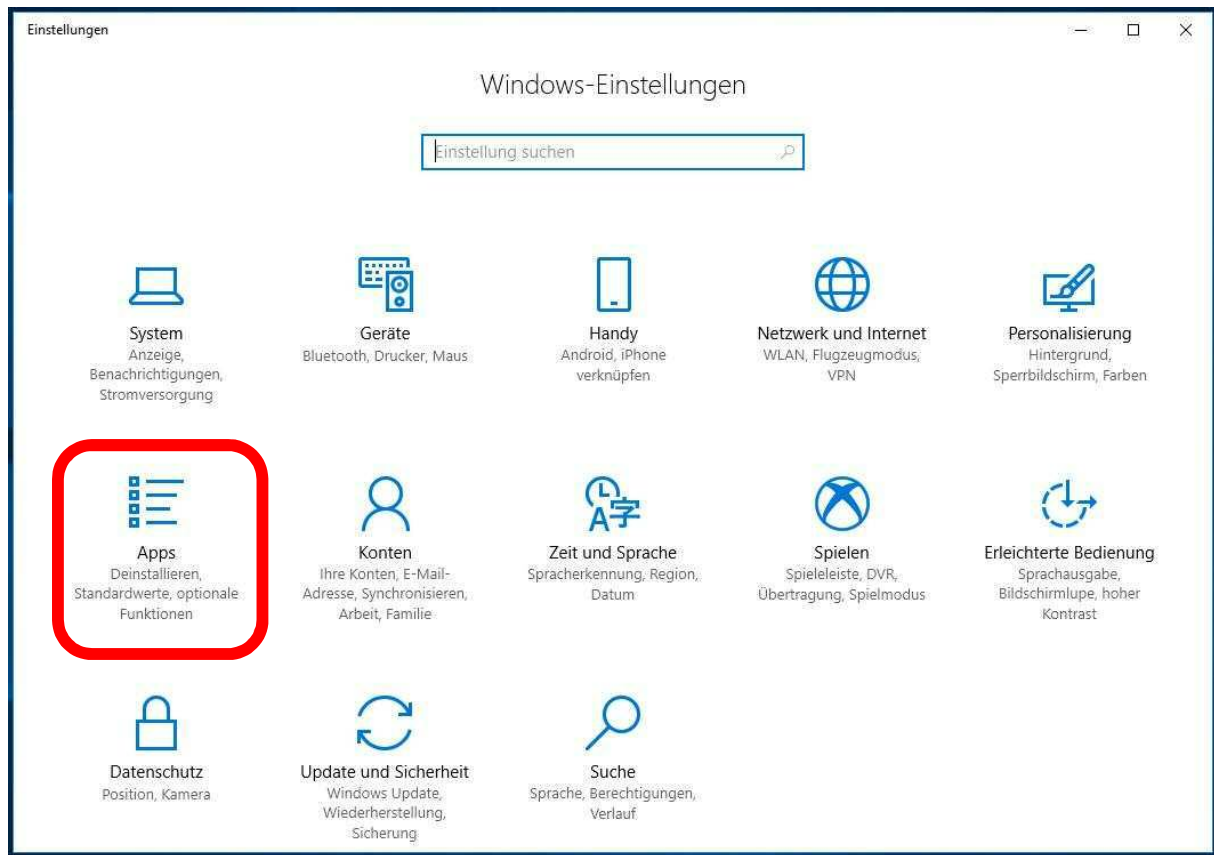 Einstellungen
Windows-Einstellungen
Einstellung suchen
System
Anzeige,
Benachrichtigungen,
Stromversorgung
Geräte
Bluetooth, Drucker, Maus
Handy
Android, iPhone
verknüpfen
Netzwerk und Internet
WLAN, Flugzeugmodus,
VPN
Personalisierung
Hintergrund,
Sperrbildschirm, Farben
Apps
Deinstallieren,
Standardwerte, optionale
Funktionen
Konten
Ihre Konten, E-Mail-
Adresse, Synchronisieren,
Arbeit, Familie
Zeit und Sprache
Spracherkennung, Region,
Datum
Spielen
Spieleleiste, DVR,
Übertragung, Spielmodus
Erleichterte Bedienung
Sprachausgabe,
Bildschirmlupe, hoher
Kontrast
Datenschutz
Position, Kamera
Update und Sicherheit
Windows Update,
Wiederherstellung,
Sicherung
Suche
Sprache, Berechtigungen,
Verlauf